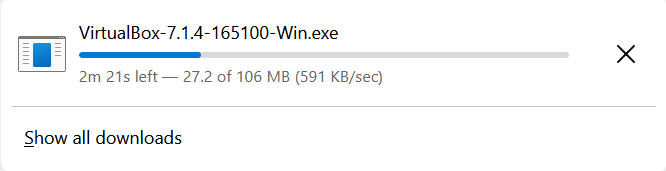 VirtualBox-7.1.4-165100-Win.exe
2m 21s left — 27.2 of 106 MB (591 KB/sec)
Show all downloads